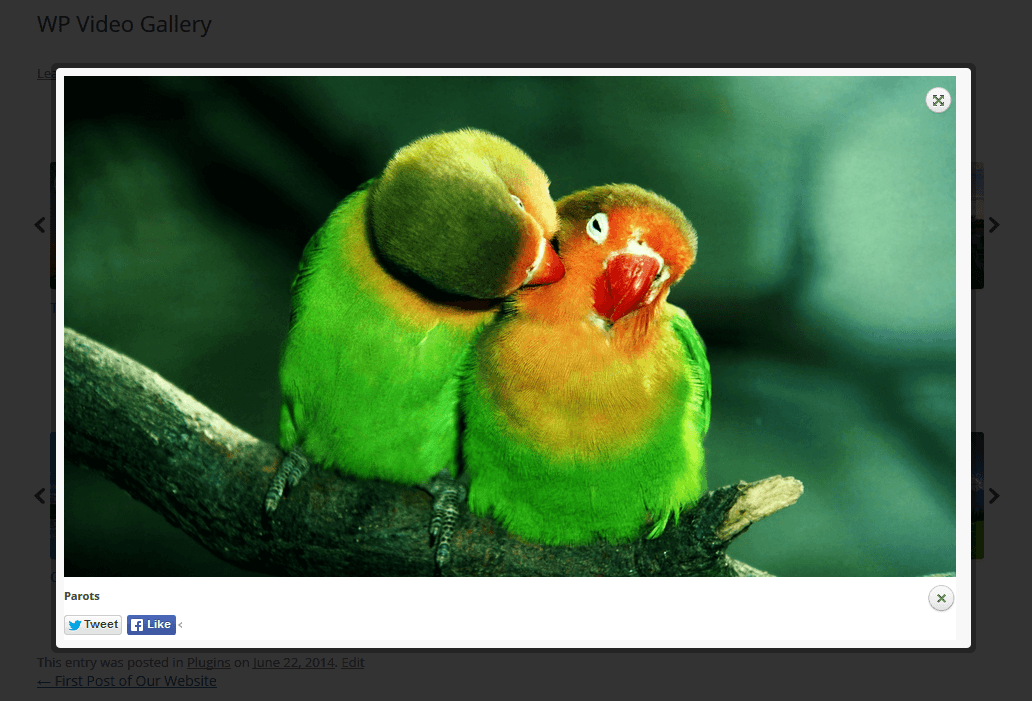 WP Video Gallery
Lea
Parots
Tweet Like
This entry was posted in Plugins on June 22, 2014. Edit
← First Post of Our Website